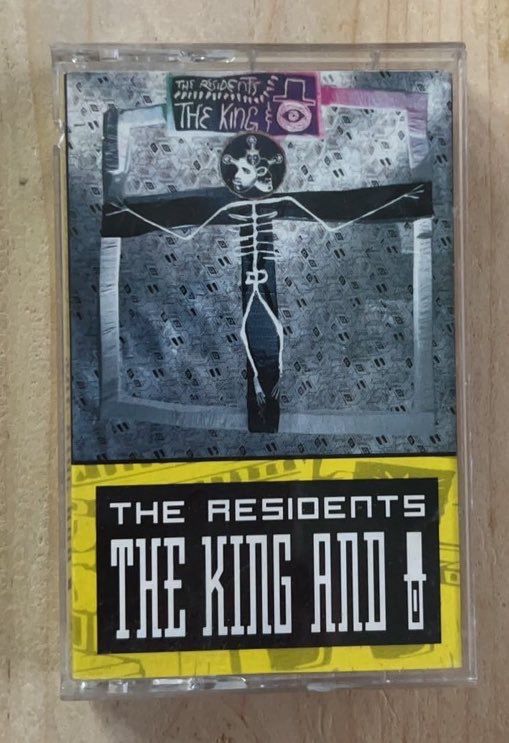 THE RESIDENTS
THE KING &
THE RESIDENTS
THE KING AND